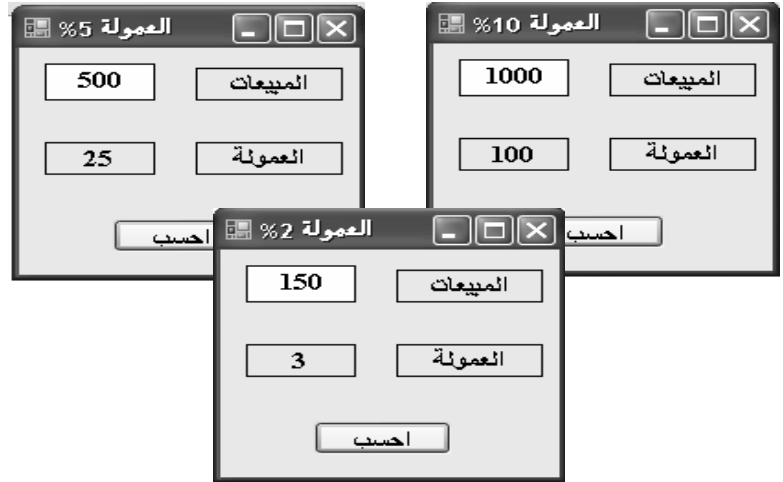 العمولة 5%
المبيعات 500
العمولة 25
احسب
العمولة 10%
المبيعات 1000
العمولة 100
احسب
العمولة 2%
المبيعات 150
العمولة 3
احسب